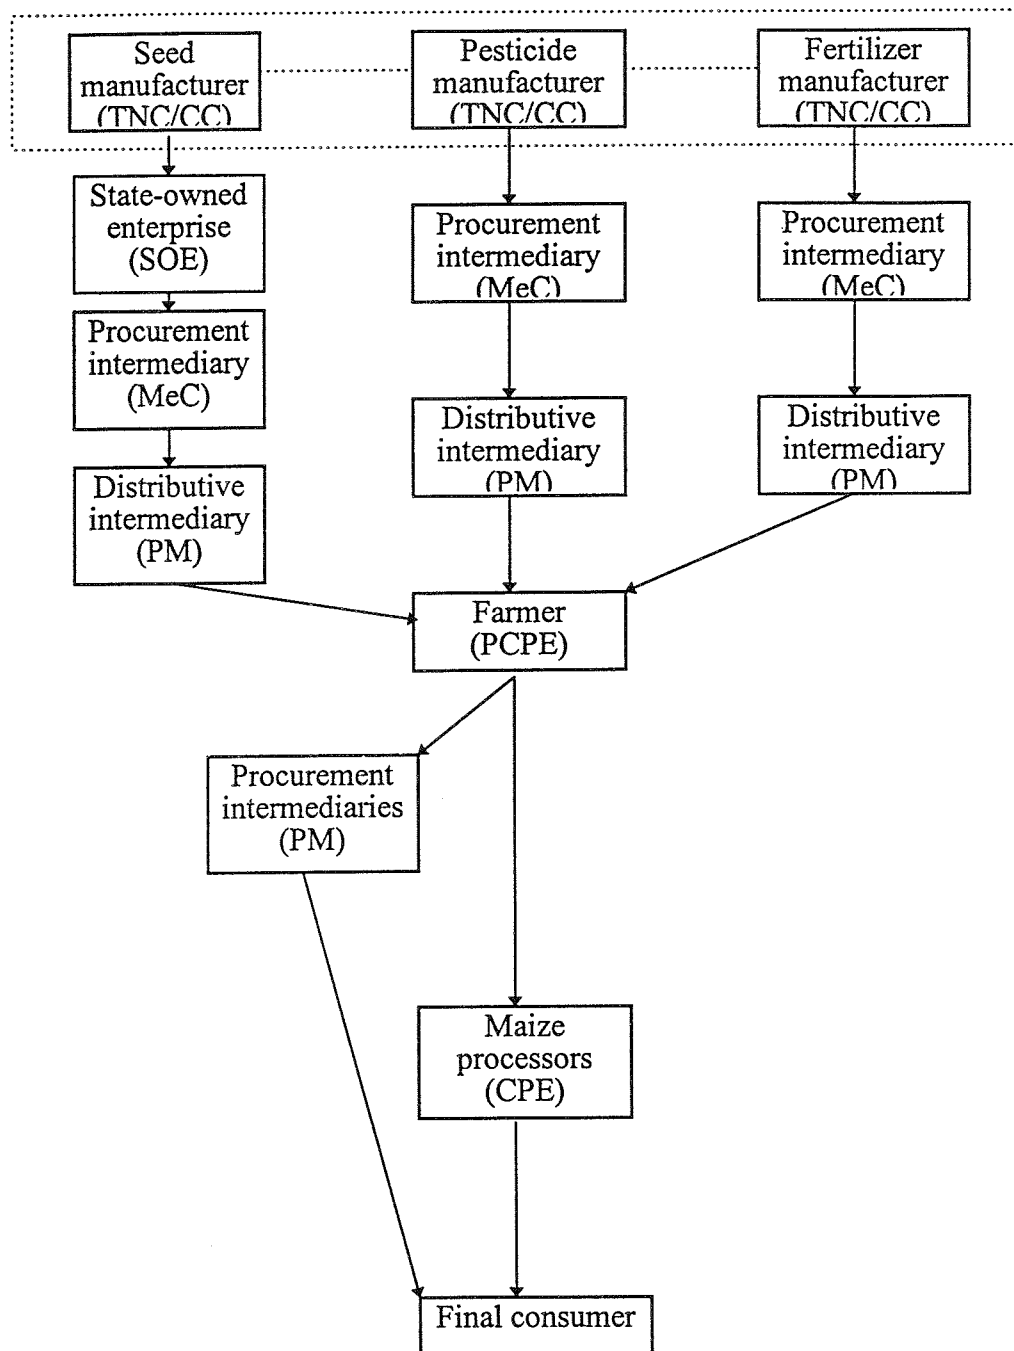 Seed
manufacturer
(TNC/CC)
Pesticide
manufacturer
(TNC/CC)
Fertilizer
manufacturer
(TNC/CC)
State-owned
enterprise
(SOE)
Procurement
intermediary
(MeC)
Procurement
intermediary
(MeC)
Procurement
intermediary
(MeC)
Distributive
intermediary
(PM)
Distributive
intermediary
(PM)
Distributive
intermediary
(PM)
Farmer
(PCPE)
Procurement
intermediaries
(PM)
Maize
processors
(CPE)
Final consumer